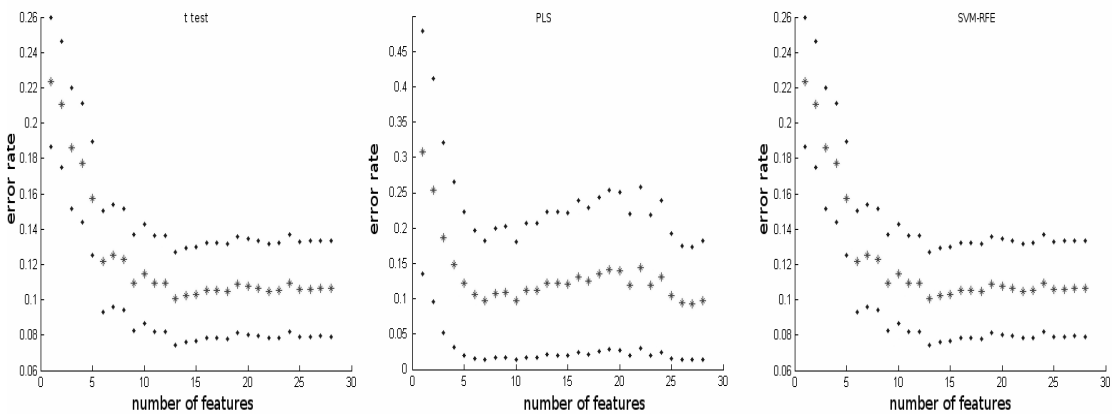 t test
0.26
0.24
0.22
0.2
0.18
0.16
0.14
0.12
0.1
0.08
0.06
error rate
0 5 10 15 20 25 30
number of features
PLS
0.45
0.4
0.35
0.3
0.25
0.2
0.15
0.1
0.05
0
error rate
0 5 10 15 20 25 30
number of features
SVM-RFE
0.26
0.24
0.22
0.2
0.18
0.16
0.14
0.12
0.1
0.08
0.06
error rate
0 5 10 15 20 25 30
number of features